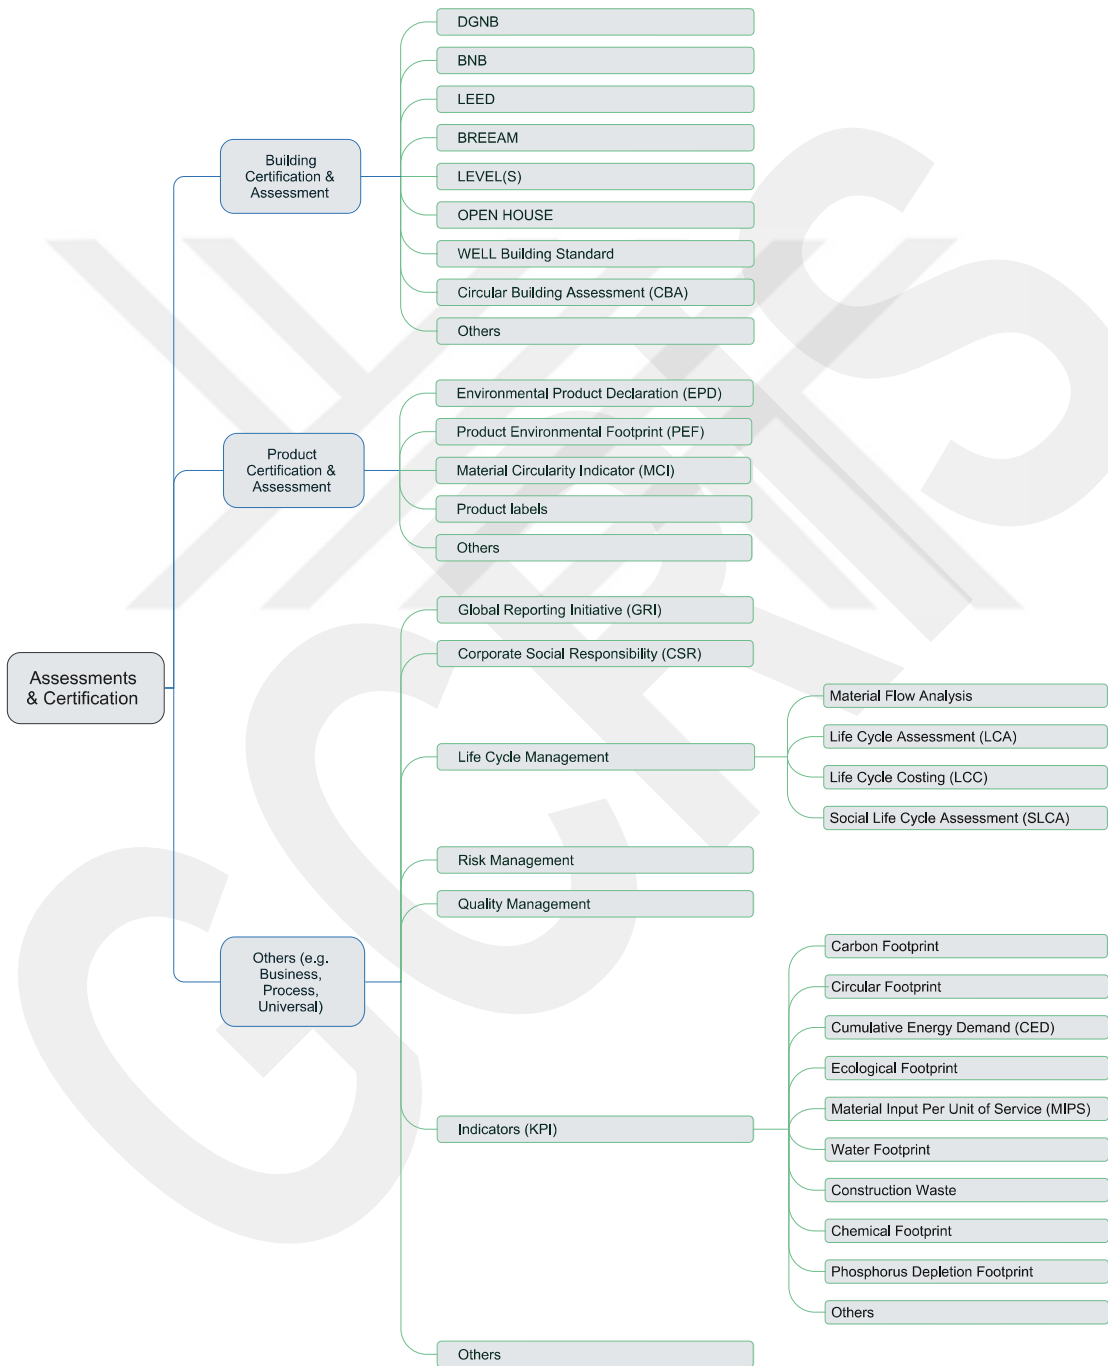 Assessments
& Certification
Building
Certification &
Assessment
DGNB
BNB
LEED
BREEAM
LEVEL(S)
OPEN HOUSE
WELL Building Standard
Circular Building Assessment (CBA)
Others
Product
Certification &
Assessment
Environmental Product Declaration (EPD)
Product Environmental Footprint (PEF)
Material Circularity Indicator (MCI)
Product labels
Others
Others (e.g.
Business,
Process,
Universal)
Global Reporting Initiative (GRI)
Corporate Social Responsibility (CSR)
Life Cycle Management
Material Flow Analysis
Life Cycle Assessment (LCA)
Life Cycle Costing (LCC)
Social Life Cycle Assessment (SLCA)
Risk Management
Quality Management
Indicators (KPI)
Carbon Footprint
Circular Footprint
Cumulative Energy Demand (CED)
Ecological Footprint
Material Input Per Unit of Service (MIPS)
Water Footprint
Construction Waste
Chemical Footprint
Phosphorus Depletion Footprint
Others
Others
GCRIS